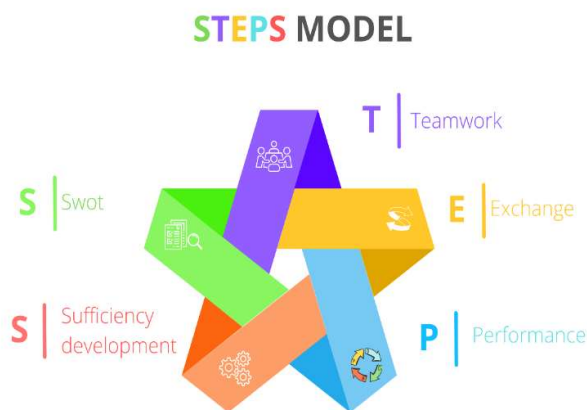 STEPS MODEL
T Teamwork
S Swot
E Exchange
S Sufficiency
development
P Performance